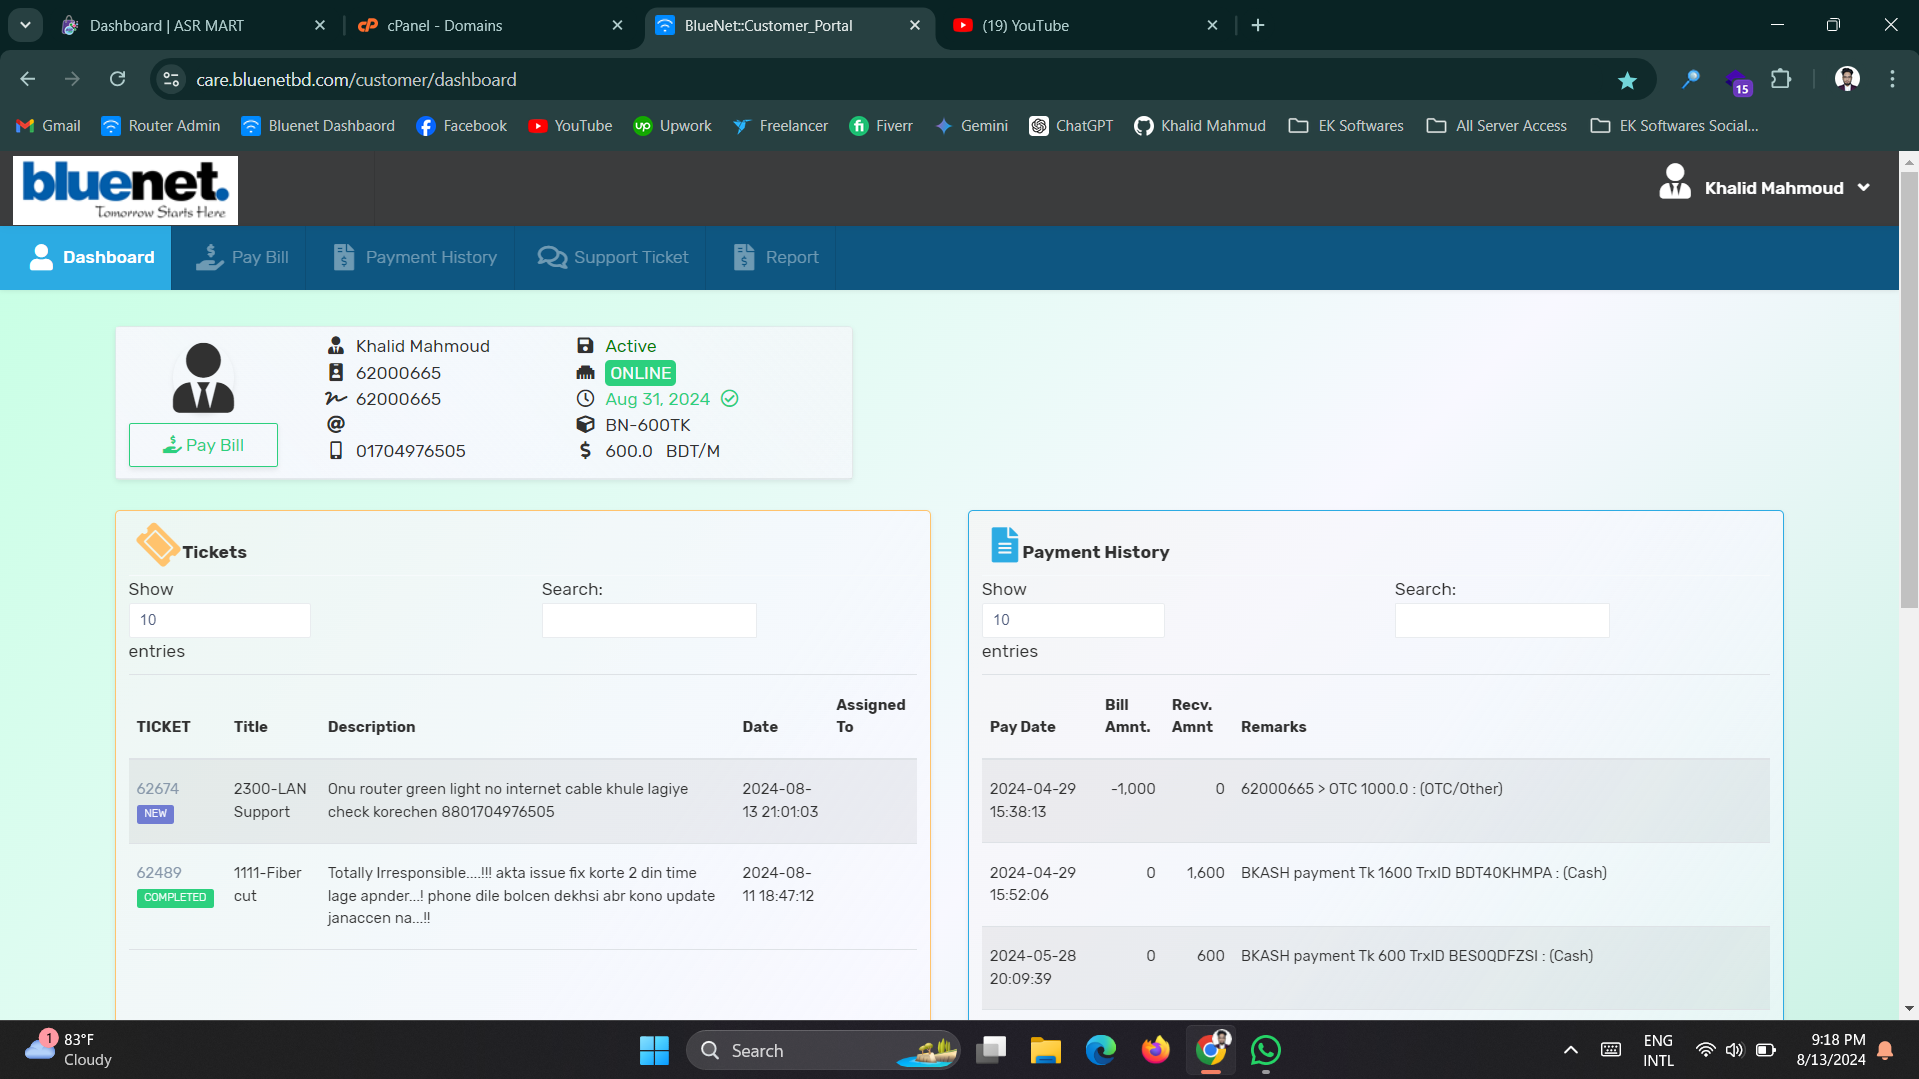 Dashboard | ASR MART
cPanel - Domains
BlueNet::Customer_Portal
(19) YouTube
care.bluenetbd.com/customer/dashboard
15
Gmail
Router Admin
Bluenet Dashbaord
Facebook
YouTube
Upwork
Freelancer
Fiverr
Gemini
ChatGPT
Khalid Mahmud
EK Softwares
All Server Access
EK Softwares Social...
bluenet.
Tomorrow Starts Here
Khalid Mahmoud
Dashboard
Pay Bill
Payment History
Support Ticket
Report
Khalid Mahmoud
62000665
62000665
01704976505
Pay Bill
Active
ONLINE
Aug 31, 2024
BN-600TK
600.0 BDT/M
Tickets
Show
10
entries
Search:
TICKET Title Description Date Assigned To
62674
NEW
2300-LAN
Support
Onu router green light no internet cable khule lagiye
check korechen 8801704976505
2024-08-
13 21:01:03
62489
COMPLETED
1111-Fiber
cut
Totally Irresponsible....!!! akta issue fix korte 2 din time
lage apnder...! phone dile bolcen dekhsi abr kono update
janaccen na...!!
2024-08-
11 18:47:12
Payment History
Show
10
entries
Search:
Pay Date Bill Amnt. Recv. Amnt Remarks
2024-04-29
15:38:13
-1,000 0 62000665 > OTC 1000.0 : (OTC/Other)
2024-04-29
15:52:06
0 1,600 BKASH payment Tk 1600 TrxID BDT40KHMPA : (Cash)
2024-05-28
20:09:39
0 600 BKASH payment Tk 600 TrxID BES0QDFZSI : (Cash)
1
83°F
Cloudy
Search
ENG
INTL
9:18 PM
8/13/2024